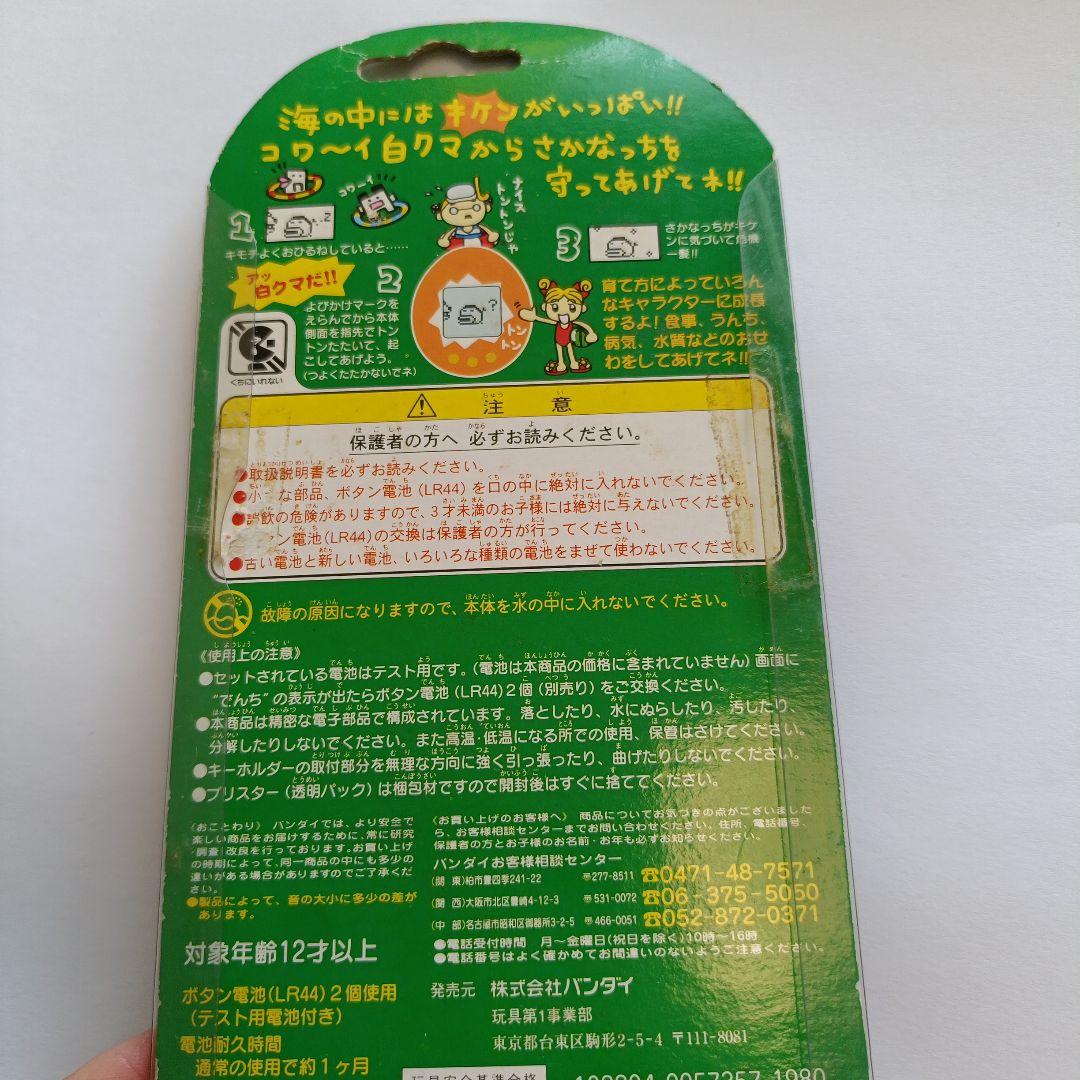 海の中にはキケンがいっぱい!!
コワ〜イ白クマからさかなっちを
守ってあげてネ!!
コワーイ
ナイス
トントンじゃ
1
キモチよくおひるねしていると……
アッ
白クマだ!!
2
よびかけマークを
えらんでから本体
側面を指先でトン
トンたたいて、起
こしてあげよう。
(つよくたたかないでネ)
くちにいれない
トン
トン
3
さかなっちがキケ
ンに気づいて危機
一髪!!
育て方によっていろん
なキャラクターに成長
するよ!食事、うんち、
病気、水質などのおせ
わをしてあげてネ!!
注意
保護者の方へ 必ずお読みください。
●取扱説明書を必ずお読みください。
●小 な部品、ボタン電池(LR44)を口の中に絶対に入れないでください。
●誤飲の危険がありますので、3才未満のお子様には絶対に与えないでください。
ン電池(LR44)の交換は保護者の方が行ってください。
●古い電池と新しい電池、いろいろな種類の電池をまぜて使わないでください。
故障の原因になりますので、本体を水の中に入れないでください。
《使用上の注意》
●セットされている電池はテスト用です。(電池は本商品の価格に含まれていません)画面に
"でんち"の表示が出たらボタン電池(LR44)2個(別売り)をご交換ください。
●本商品は精密な電子部品で構成されています。落としたり、水にぬらしたり、汚したり、
分解したりしないでください。また高温・低温になる所での使用、保管はさけてください。
●キーホルダーの取付部分を無理な方向に強く引っ張ったり、曲げたりしないでください。
●ブリスター(透明パック)は梱包材ですので開封後はすぐに捨ててください。
〈おことわり〉 バンダイでは、より安全で
楽しい商品をお届けするために、常に研究
・調査・改良を行っております。お買い上げ
の時期によって、同一商品の中にも多少の
違いがある場合がありますのでご了承くだ
さい。
●製品によって、音の大小に多少の差が
あります。
〈お買い上げのお客様へ〉 商品についてお気づきの点がございました
ら、お客様相談センターまでお問い合わせください。住所、電話番号、
保護者の方とお子様のお名前・お年も必ずお知らせください。
バンダイお客様相談センター
(関 東)柏市豊四季241-22 〒277-8511 ☎0471-48-7571
(関 西)大阪市北区豊崎4-12-3 〒531-0072 ☎06-375-5050
(中 部)名古屋市昭和区御器所3-2-5 〒466-0051 ☎052-872-0371
●電話受付時間 月〜金曜日(祝日を除く)10時〜16時
●電話番号はよく確かめてお間違いのないようご注意ください。
対象年齢12才以上
ボタン電池(LR44)2個使用
(テスト用電池付き)
電池耐久時間
通常の使用で約1ヶ月
発売元 株式会社バンダイ
玩具第1事業部
東京都台東区駒形2-5-4 〒111-8081
玩具安全基準合格